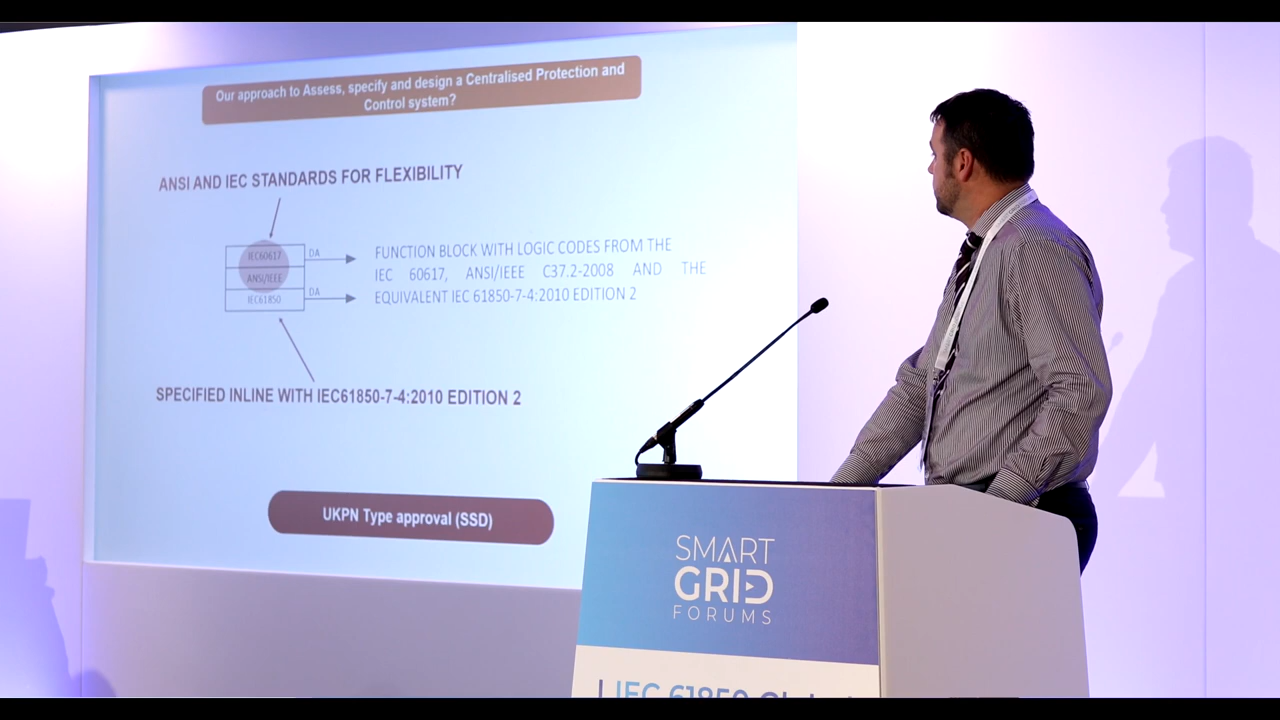 Our approach to Assess, specify and design a Centralised Protection and
Control system?
ANSI AND IEC STANDARDS FOR FLEXIBILITY
IEC60617
ANSI/IEEE
IEC61850
DA
DA
FUNCTION BLOCK WITH LOGIC CODES FROM THE
IEC 60617, ANSI/IEEE C37.2-2008 AND THE
EQUIVALENT IEC 61850-7-4:2010 EDITION 2
SPECIFIED INLINE WITH IEC61850-7-4:2010 EDITION 2
UKPN Type approval (SSD)
SMART
GRID
FORUMS
IEC 61850